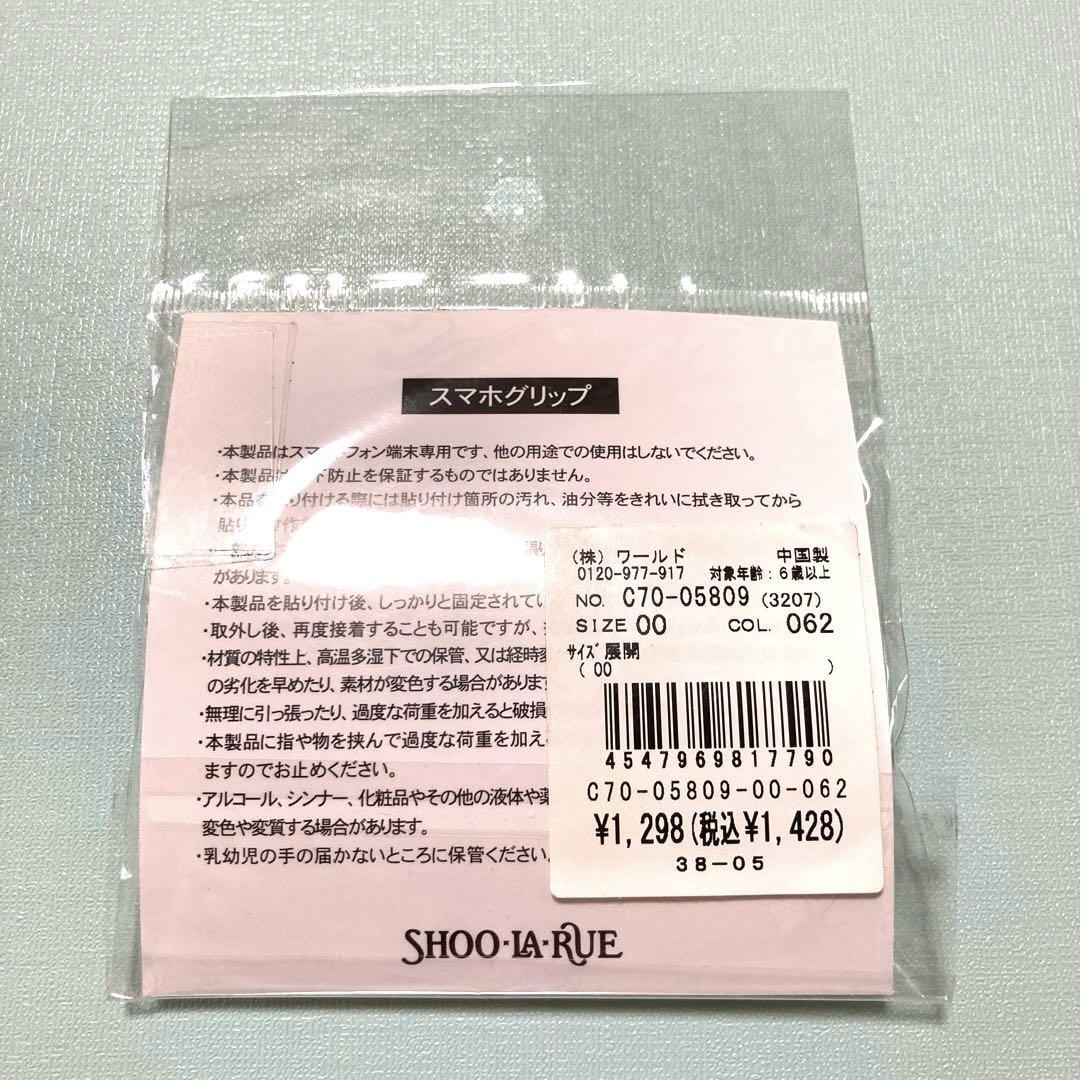 スマホグリップ
・本製品はスマートフォン端末専用です、他の用途での使用はしないでください。
・本製品は 下防止を保証するものではありません。
・本品を 付ける際には貼り付け箇所の汚れ、油分等をきれいに拭き取ってから
貼り
があります。
・本製品を貼り付け後、しっかりと固定されてい
・取外し後、再度接着することも可能ですが、
・材質の特性上、高温多湿下での保管、又は経時変
の劣化を早めたり、素材が変色する場合がありま
・無理に引っ張ったり、過度な荷重を加えると破損
・本製品に指や物を挟んで過度な荷重を加え
ますのでお止めください。
・アルコール、シンナー、化粧品やその他の液体や薬
変色や変質する場合があります。
・乳幼児の手の届かないところに保管ください。
SHOO・LA・RUE
(株)ワールド 中国製
0120-977-917 対象年齢:6歳以上
NO. C70-05809 (3207)
SIZE 00 COL. 062
ｻｲｽﾞ展開
( 00 )
4547969817790
C70-05809-00-062
¥1,298(税込¥1,428)
38-05